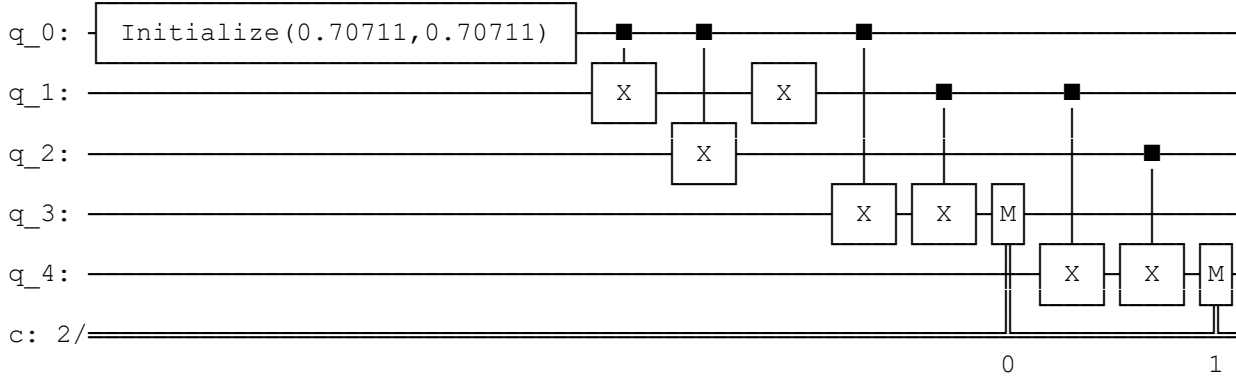 q_0: Initialize(0.70711,0.70711)
q_1: X X
q_2: X
q_3: X X M
q_4: X X M
c: 2/
0 1